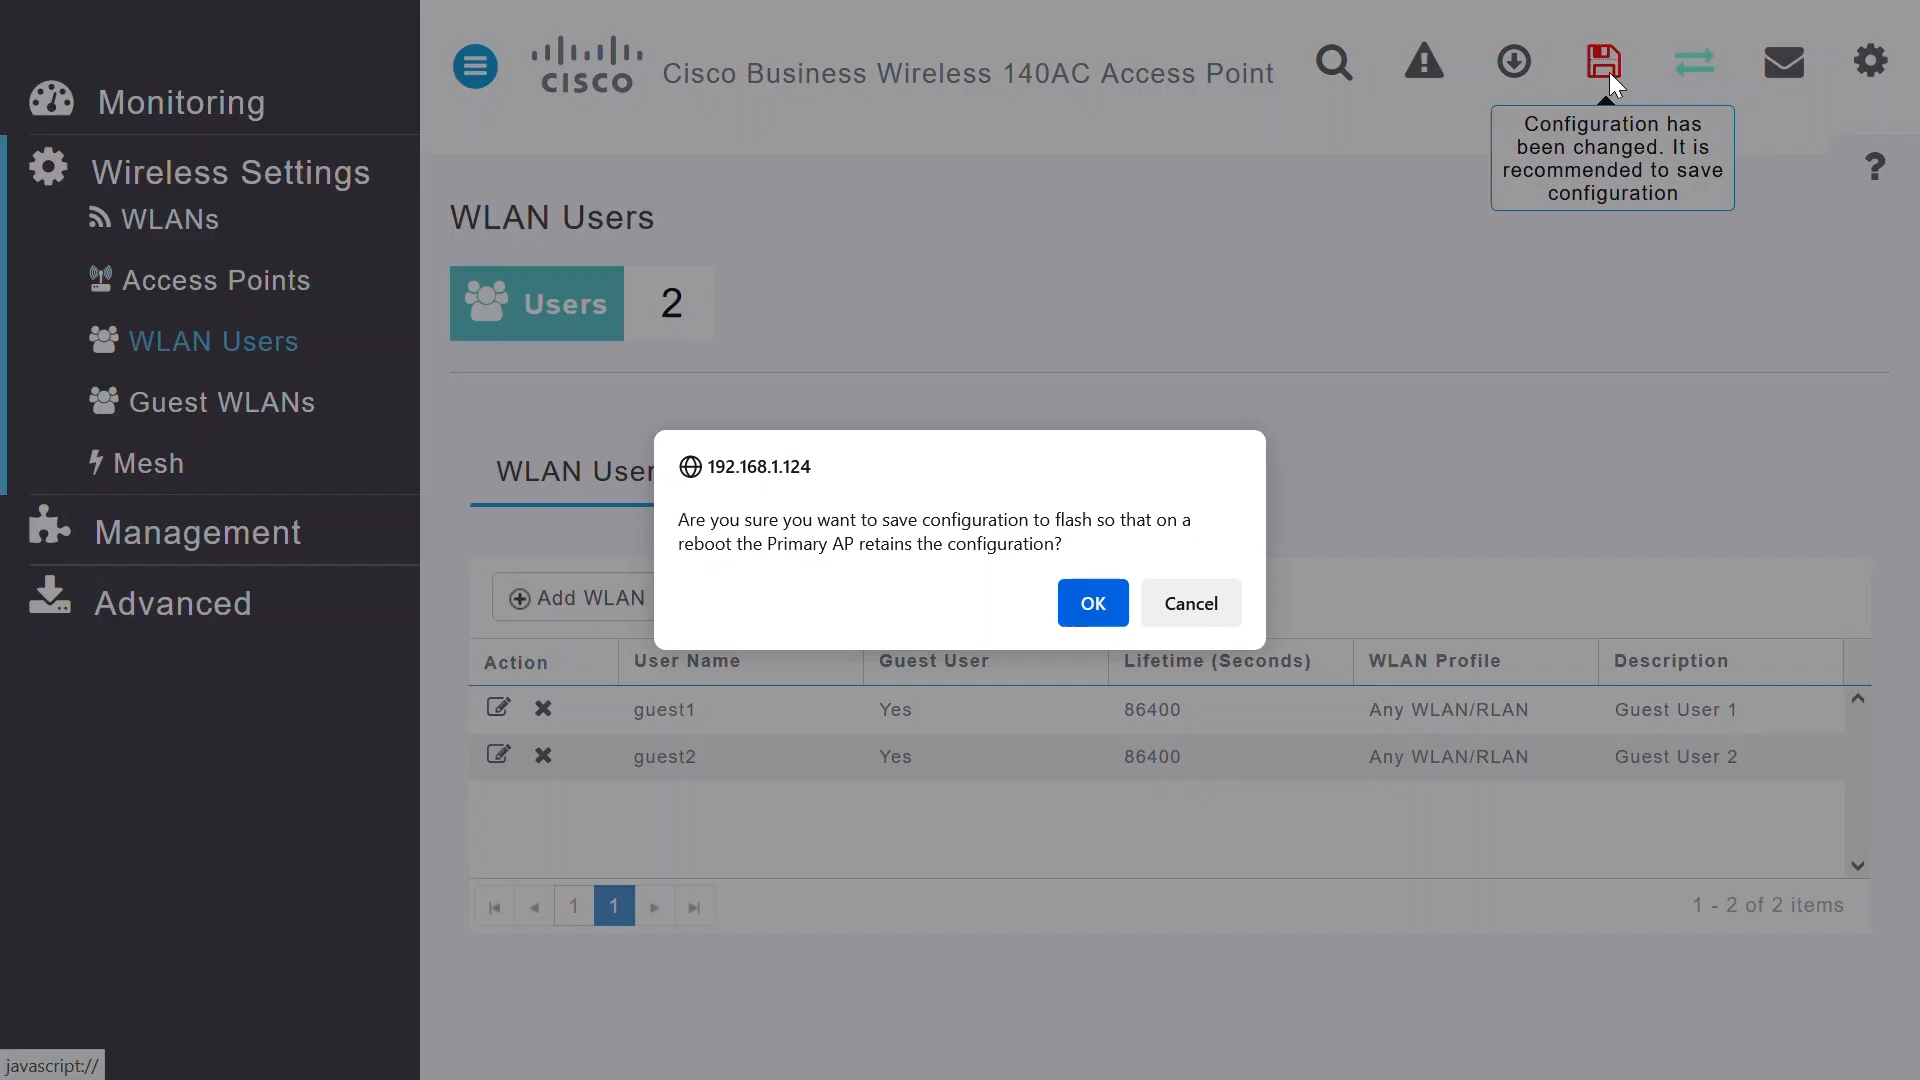 Monitoring
Wireless Settings
WLANs
Access Points
WLAN Users
Guest WLANs
Mesh
Management
Advanced
CISCO
Cisco Business Wireless 140AC Access Point
Configuration has
been changed. It is
recommended to save
configuration
?
WLAN Users
Users 2
WLAN User
192.168.1.124
Are you sure you want to save configuration to flash so that on a
reboot the Primary AP retains the configuration?
OK Cancel
Add WLAN
Action User Name Guest User Lifetime (Seconds) WLAN Profile Description
guest1 Yes 86400 Any WLAN/RLAN Guest User 1
guest2 Yes 86400 Any WLAN/RLAN Guest User 2
1 1
1 - 2 of 2 items
javascript://